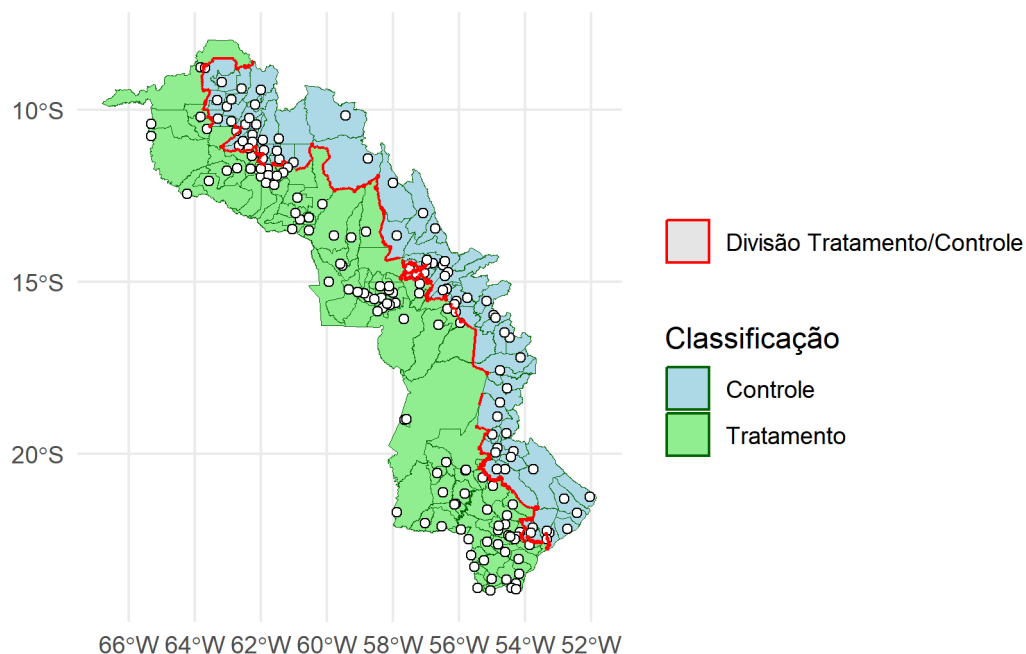 10°S
15°S
20°S
66°W 64°W 62°W 60°W 58°W 56°W 54°W 52°W
Divisão Tratamento/Controle
Classificação
Controle
Tratamento